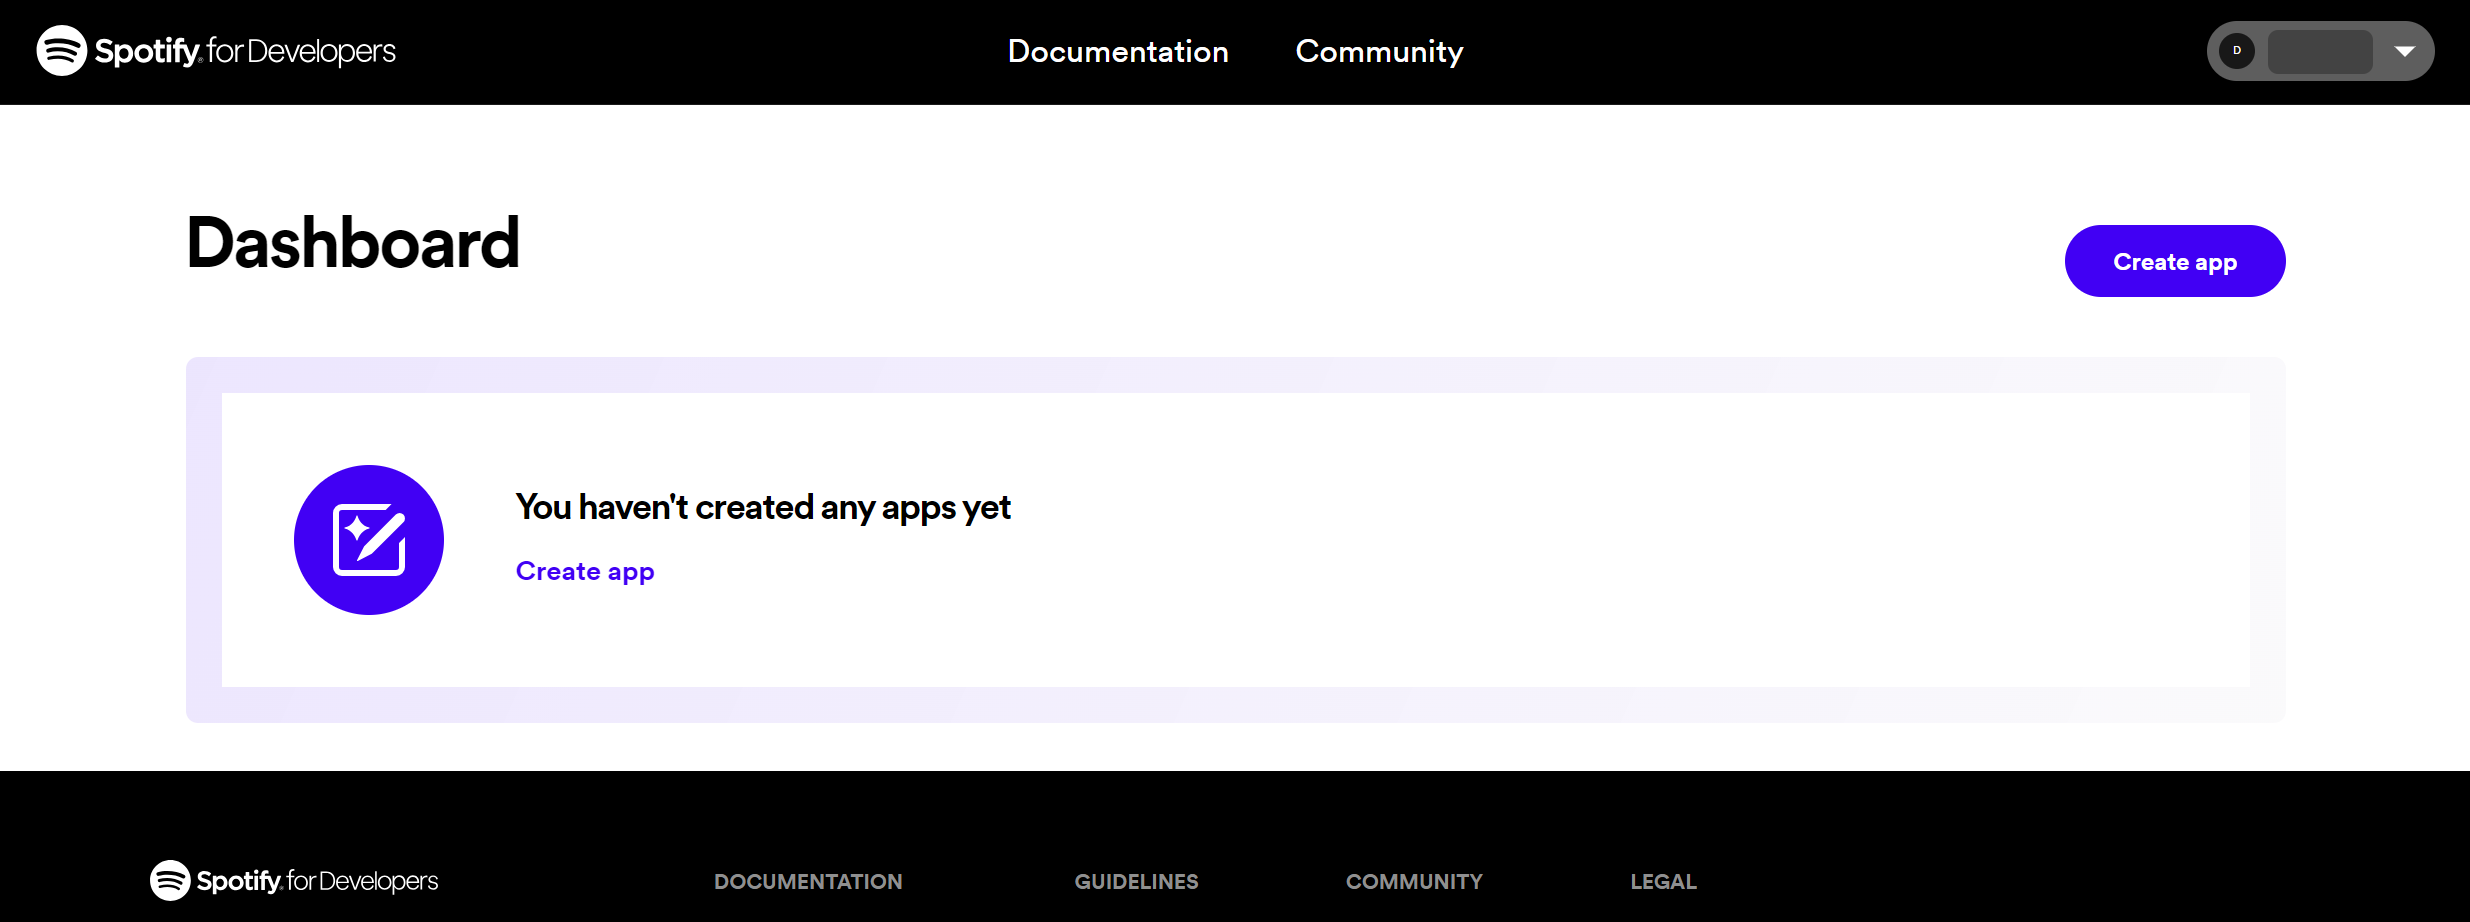 Spotify® for Developers
Documentation
Community
D
Dashboard
Create app
You haven't created any apps yet
Create app
Spotify® for Developers
DOCUMENTATION
GUIDELINES
COMMUNITY
LEGAL